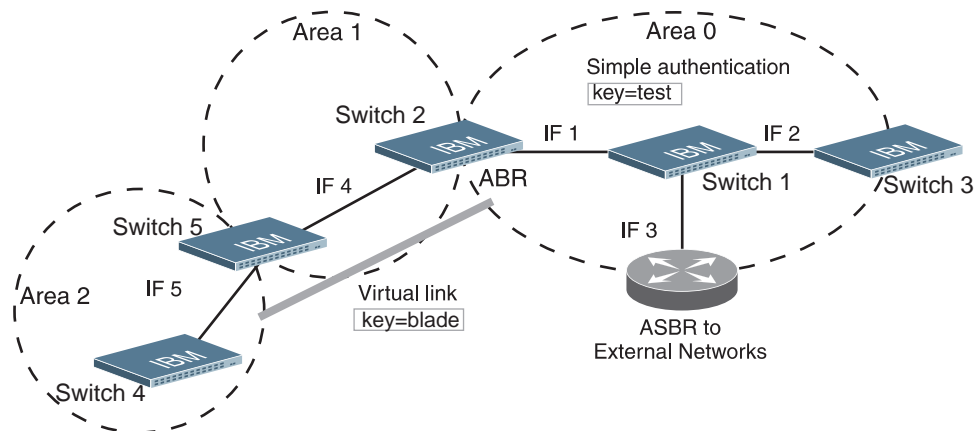 Area 1
Area 0
Simple authentication
key=test
Switch 2
IBM
IF 1
IBM
IF 2
IBM
ABR
Switch 1
Switch 3
IF 4
Switch 5
IBM
IF 3
Area 2
IF 5
Virtual link
key=blade
IBM
Switch 4
ASBR to
External Networks